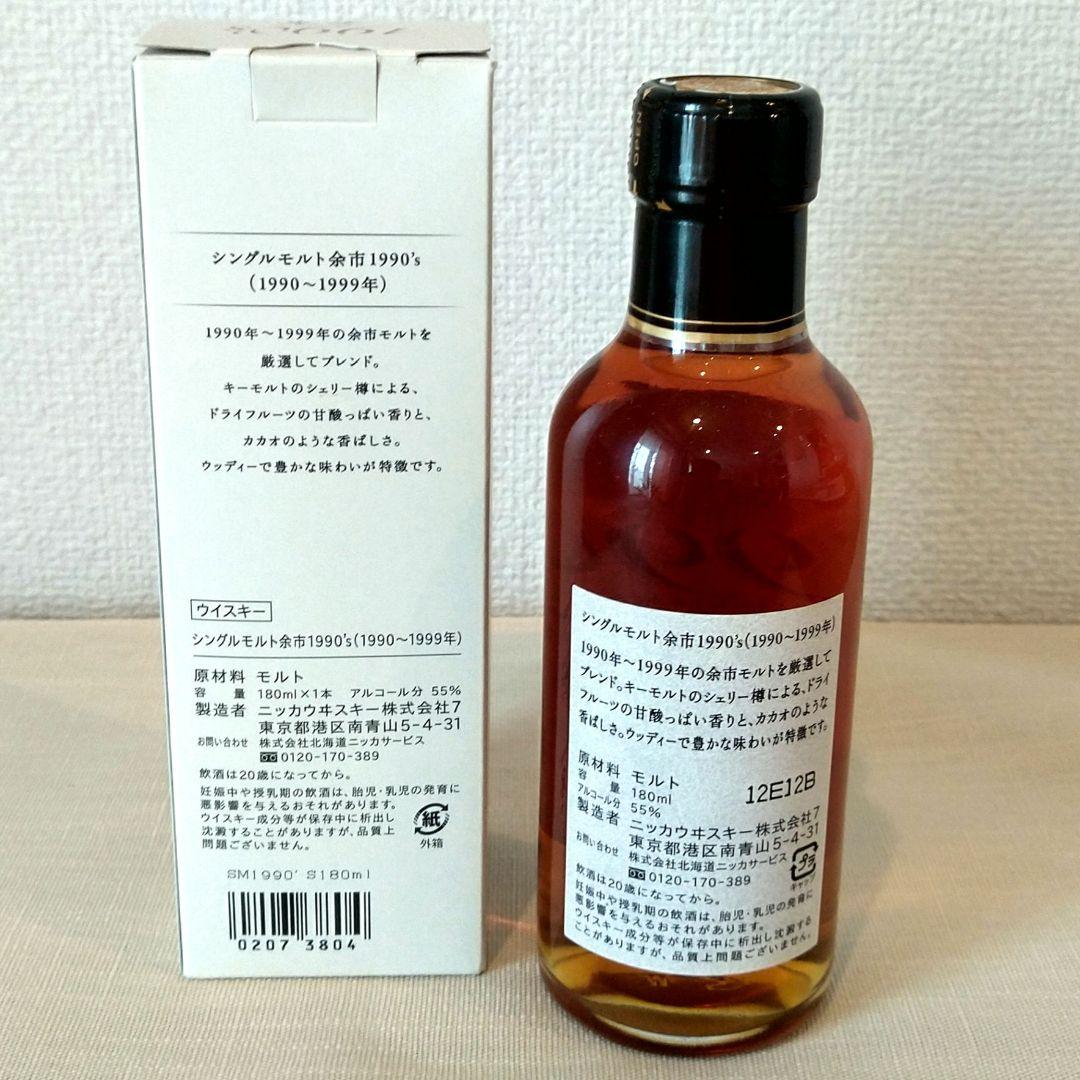 1990's
シングルモルト余市1990's
(1990〜1999年)
1990年〜1999年の余市モルトを
厳選してブレンド。
キーモルトのシェリー樽による、
ドライフルーツの甘酸っぱい香りと、
カカオのような香ばしさ。
ウッディーで豊かな味わいが特徴です。
ウイスキー
シングルモルト余市1990's(1990〜1999年)
原材料 モルト
容量 180ml×1本 アルコール分 55%
製造者 ニッカウヰスキー株式会社7
東京都港区南青山5-4-31
お問い合わせ 株式会社北海道ニッカサービス
0120-170-389
飲酒は20歳になってから。
妊娠中や授乳期の飲酒は、胎児・乳児の発育に
悪影響を与えるおそれがあります。
ウイスキー成分等が保存中に析出し
沈澱することがありますが、品質上
問題ございません。
紙
外箱
SM1990' S180ml
0207 3804
OPEN
シングルモルト余市1990's(1990〜1999年)
1990年〜1999年の余市モルトを厳選して
ブレンド。キーモルトのシェリー樽による、ドライ
フルーツの甘酸っぱい香りと、カカオのような
香ばしさ。ウッディーで豊かな味わいが特徴です。
原材料 モルト
容量 180ml
アルコール分 55%
12E12B
製造者 ニッカウヰスキー株式会社7
東京都港区南青山5-4-31
お問い合わせ 株式会社北海道ニッカサービス
0120-170-389
プラ
キャップ
飲酒は20歳になってから。
妊娠中や授乳期の飲酒は、胎児・乳児の発育に
悪影響を与えるおそれがあります。
ウイスキー成分等が保存中に析出し沈澱する
ことがありますが、品質上問題ございません。